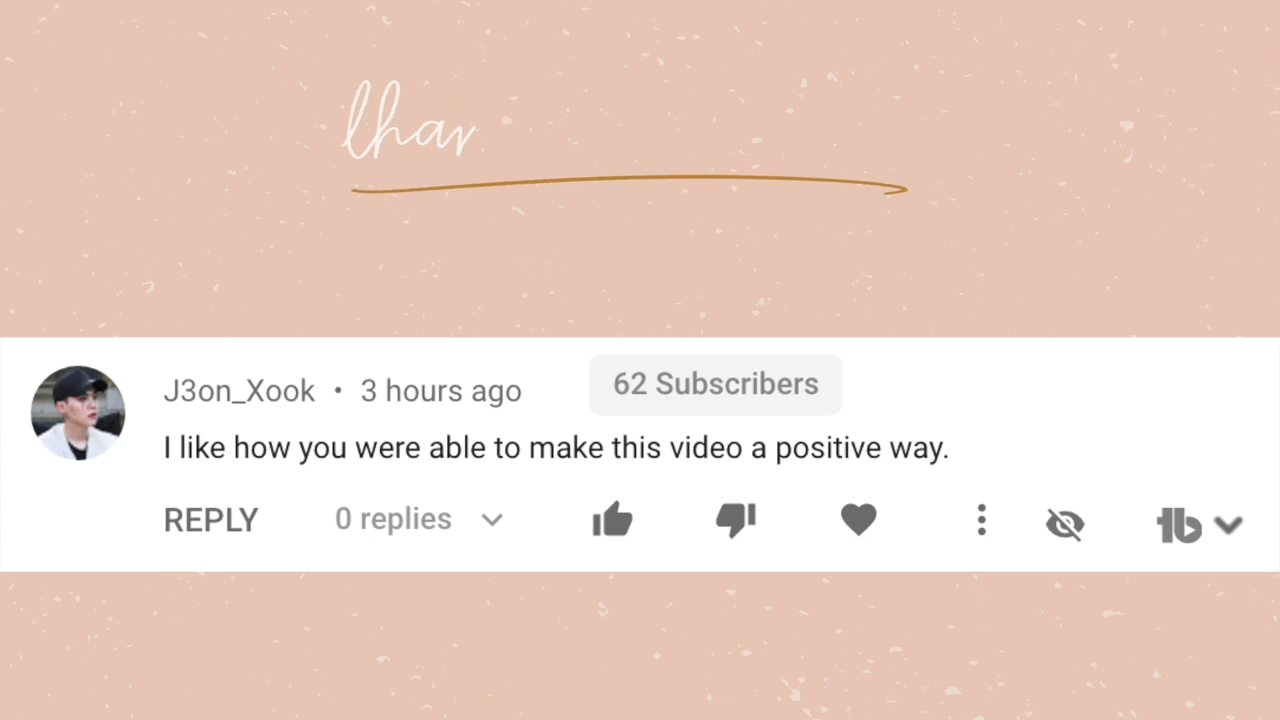 lhar
J3on_Xook • 3 hours ago
62 Subscribers
I like how you were able to make this video a positive way.
REPLY
0 replies
tb